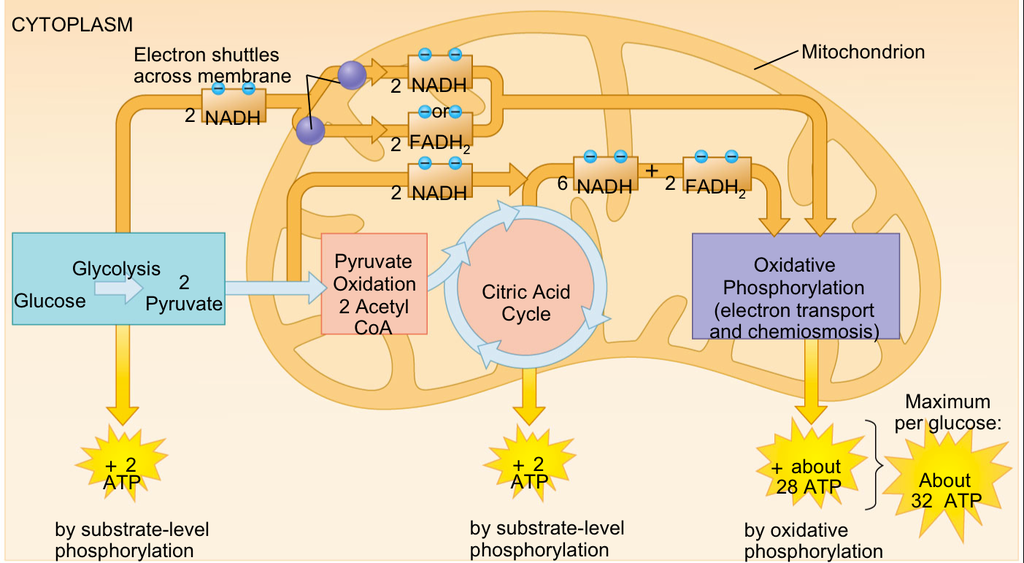 CYTOPLASM
Electron shuttles
across membrane
Mitochondrion
2 NADH
2 NADH
or
2 FADH2
2 NADH
6 NADH + 2 FADH2
Glycolysis
Glucose
2
Pyruvate
Pyruvate
Oxidation
2 Acetyl
CoA
Citric Acid
Cycle
Oxidative
Phosphorylation
(electron transport
and chemiosmosis)
+ 2
ATP
by substrate-level
phosphorylation
+ 2
ATP
by substrate-level
phosphorylation
+ about
28 ATP
by oxidative
phosphorylation
Maximum
per glucose:
About
32 ATP